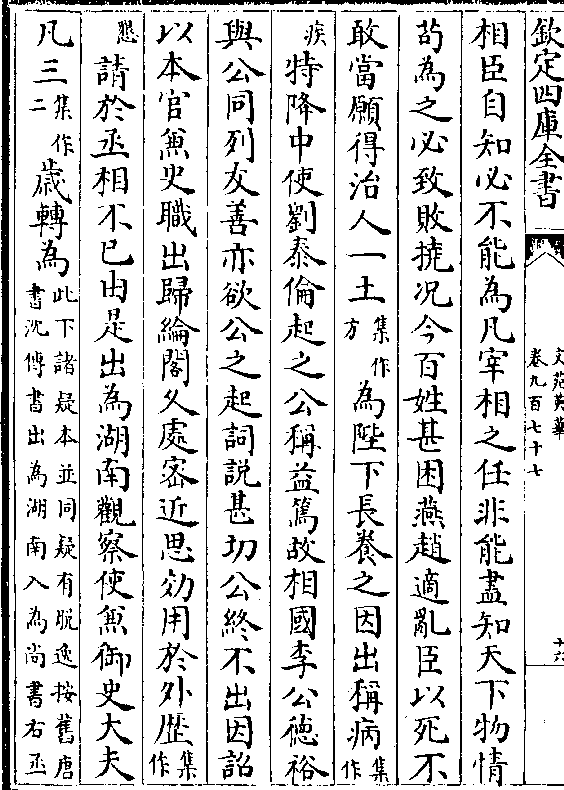 欽定四庫全書
文苑英華
卷九百七十七
十六
相臣自知必不能為凡宰相之任非能盡知天下物情
茍為之必致敗撓况今百姓甚困燕趙適亂臣以死不
敢當願得治人一土集作方為陛下長養之因出稱病集作
疾特降中使劉泰倫起之公稱益篤故相國李公德裕
與公同列友善亦欲公之起詞說甚切公終不出因詔
以本官兼史職出歸綸閣久處密近思効用於外歴集作
懇請於丞相不已由是出為湖南觀察使兼御史大夫
凡三集作二歲轉為此下諸疑本並同疑有脫逸按舊唐書沈傳書出為湖南入為尚書右丞